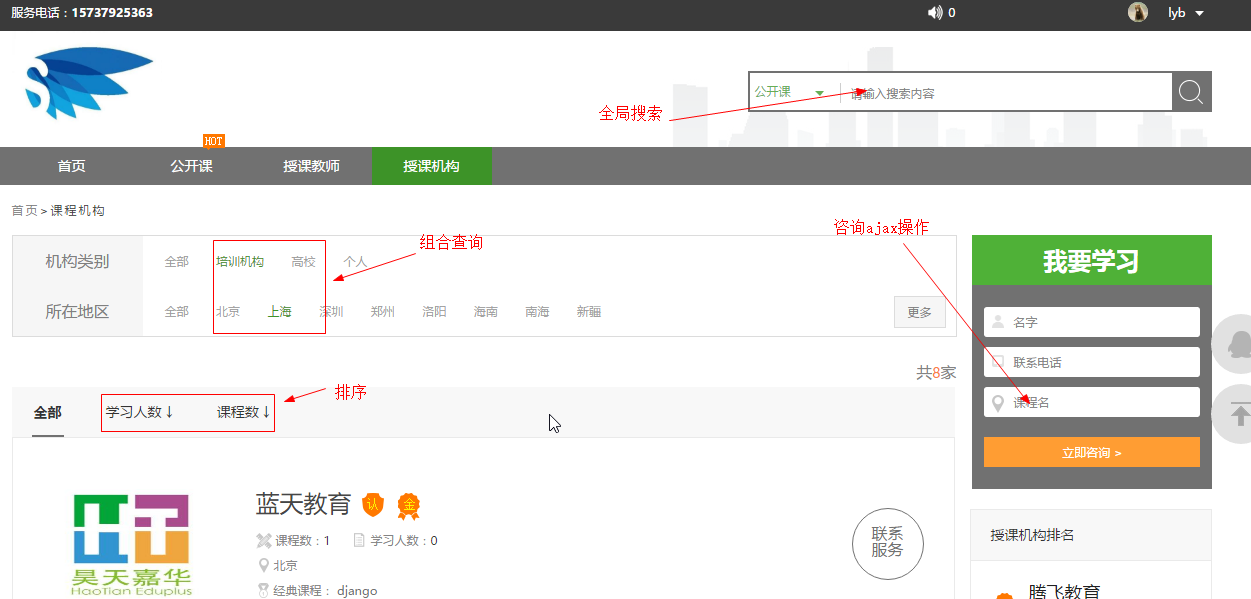 服务电话：15737925363
0
lyb
全局搜索
公开课
请输入搜索内容
HOT
首页 公开课 授课教师 授课机构
首页 > 课程机构
咨询ajax操作
组合查询
机构类别 全部 培训机构 高校 个人
所在地区 全部 北京 上海 深圳 郑州 洛阳 海南 南海 新疆 更多
我要学习
名字
联系电话
课程名
立即咨询 >
共8家
排序
全部 学习人数↓ 课程数↓
蓝天教育 认 金
课程数：1 学习人数：0
北京
经典课程： django
联系
服务
昊天嘉华
HaoTian Eduplus
授课机构排名
腾飞教育